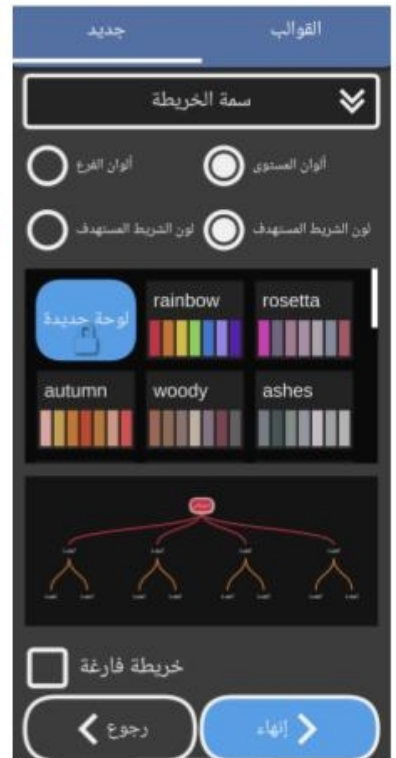 القوالب
جديد
سمة الخريطة
ألوان المستوى
ألوان الفرع
لون الشريط المستهدف
لون الشريط المستهدف
لوحة جديدة
rainbow
rosetta
autumn
woody
ashes
خريطة فارغة
إنهاء
رجوع